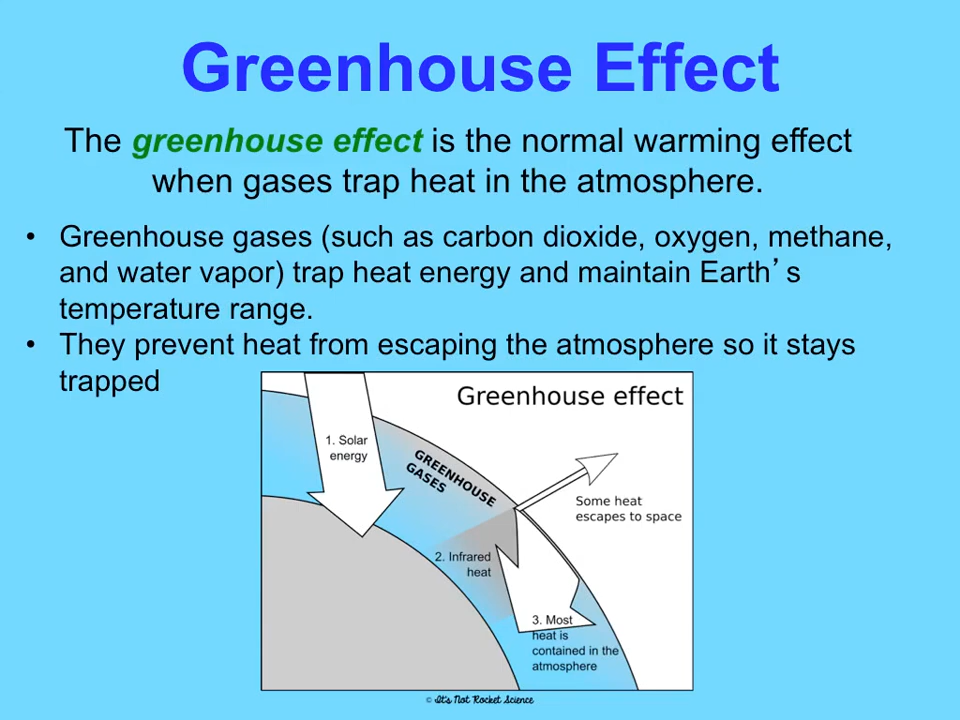 Greenhouse Effect
The greenhouse effect is the normal warming effect
when gases trap heat in the atmosphere.
• Greenhouse gases (such as carbon dioxide, oxygen, methane,
and water vapor) trap heat energy and maintain Earth’s
temperature range.
• They prevent heat from escaping the atmosphere so it stays
trapped
Greenhouse effect
1. Solar
energy
GREENHOUSE
GASES
Some heat
escapes to space
2. Infrared
heat
3. Most
heat is
contained in the
atmosphere
© It's Not Rocket Science